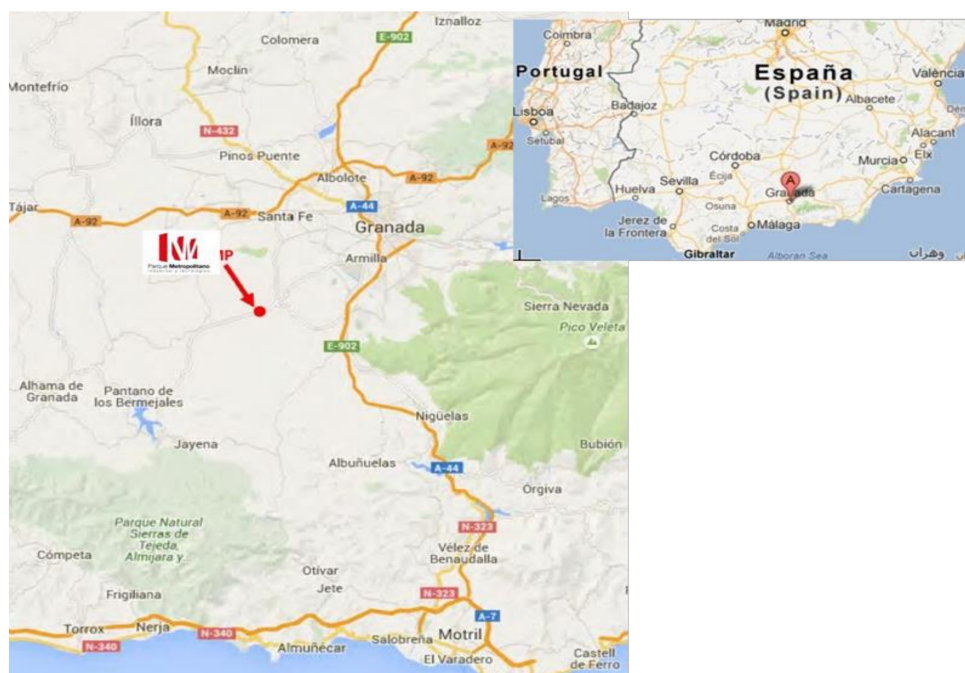 Iznalloz
Colomera
E-902
Moclín
Montefrío
Íllora
N-432
Pinos Puente
A-92
Albolote
A-92
Tájar
A-92
A-92
Santa Fe
A-44
Granada
Armilla
Parque Metropolitano
MP
Sierra Nevada
Pico Veleta
E-902
Alhama de
Granada
Pantano de
los Bermejales
Nigüelas
Jayena
Bubión
Albuñuelas
A-44
Órgiva
Parque Natural
Sierras de
Tejeda,
Almijara y...
N-323
Vélez de
Benaudalla
Cómpeta
Otívar
Jete
Frigiliana
N-323
A-7
Torrox
Nerja
N-340
N-340
Almuñécar
Salobreña
Motril
El Varadero
Castell
de Ferro
Madrid
Coimbra
Portugal
España
(Spain)
València
Lisboa
Setúbal
Badajoz
Albacete
Alacant
Elx
Córdoba
Murcia
A
Huelva
Sevilla
Écija
Granada
Cartagena
Lagos
Osuna
Jerez de
la Frontera
Costa
del Sol
Málaga
Gibraltar
Alboran Sea
وهران